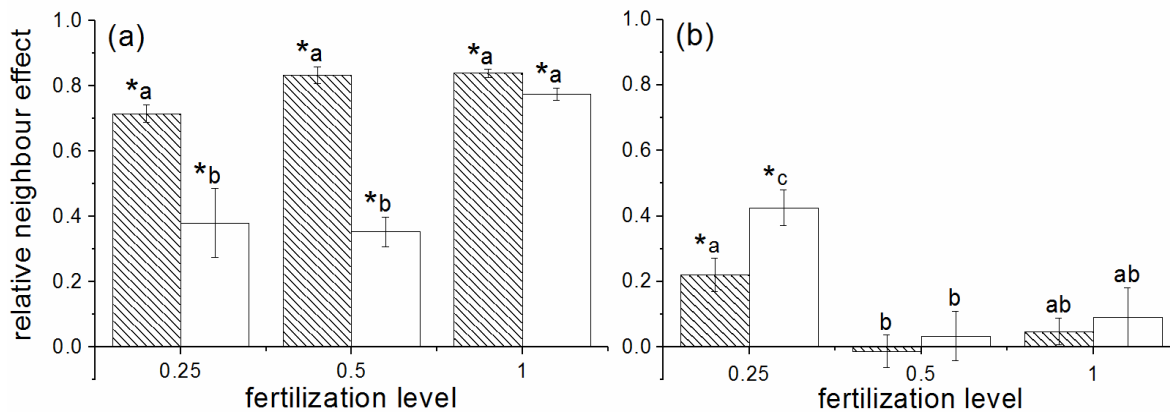 (a)
relative neighbour effect
1.0
0.8
0.6
0.4
0.2
0.0
*a
*b
*a
*b
*a
*a
0.25
0.5
1
fertilization level
(b)
1.0
0.8
0.6
0.4
0.2
0.0
*a
*c
b
b
ab
ab
0.25
0.5
1
fertilization level